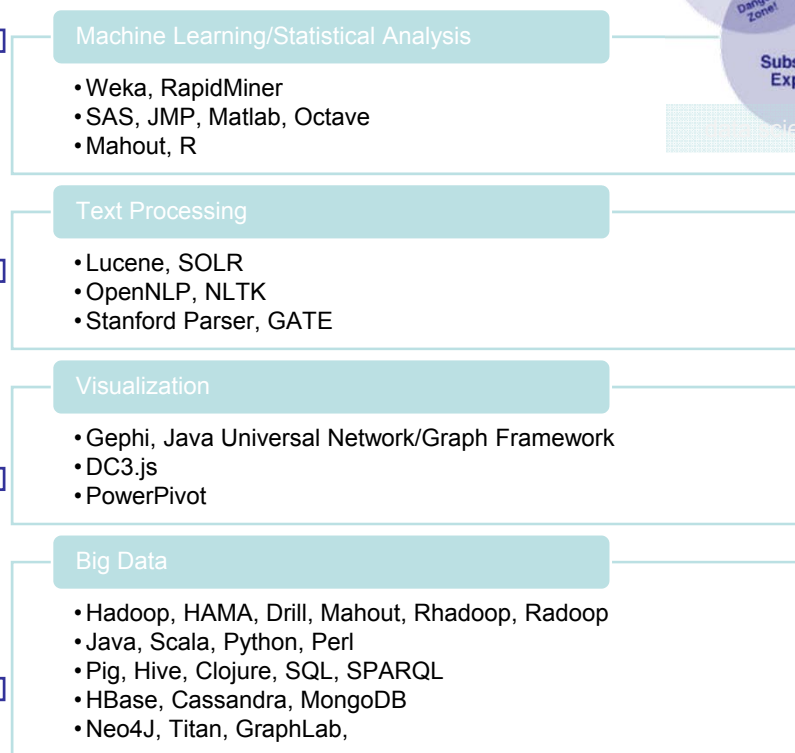 Machine Learning/Statistical Analysis
•Weka, RapidMiner
•SAS, JMP, Matlab, Octave
•Mahout, R
Zone!
Text Processing
•Lucene, SOLR
•OpenNLP, NLTK
•Stanford Parser, GATE
Visualization
•Gephi, Java Universal Network/Graph Framework
•DC3.js
•PowerPivot
Big Data
•Hadoop, HAMA, Drill, Mahout, Rhadoop, Radoop
•Java, Scala, Python, Perl
•Pig, Hive, Clojure, SQL, SPARQL
•HBase, Cassandra, MongoDB
•Neo4J, Titan, GraphLab,